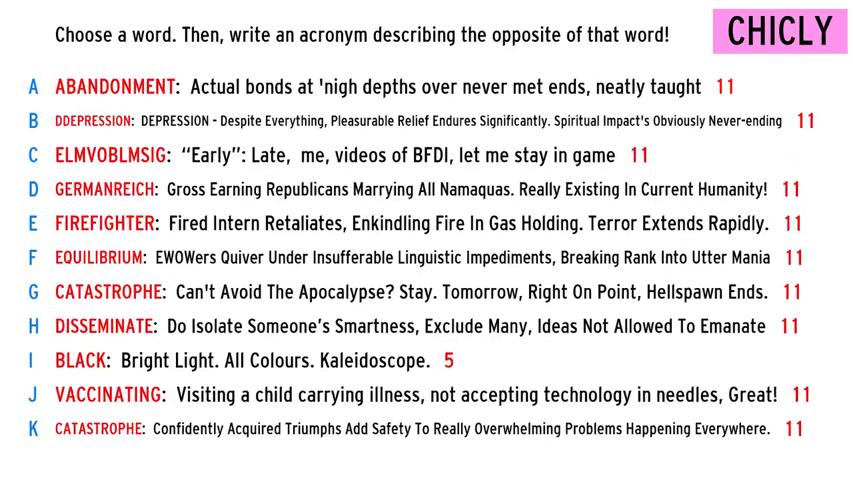 Choose a word. Then, write an acronym describing the opposite of that word!
CHICLY
A ABANDONMENT: Actual bonds at 'nigh depths over never met ends, neatly taught 11
B DDEPRESSION: DEPRESSION - Despite Everything, Pleasurable Relief Endures Significantly. Spiritual Impact's Obviously Never-ending 11
C ELMVOBLMSIG: “Early”: Late, me, videos of BFDI, let me stay in game 11
D GERMANREICH: Gross Earning Republicans Marrying All Namaquas. Really Existing In Current Humanity! 11
E FIREFIGHTER: Fired Intern Retaliates, Enkindling Fire In Gas Holding. Terror Extends Rapidly. 11
F EQUILIBRIUM: EWOWers Quiver Under Insufferable Linguistic Impediments, Breaking Rank Into Utter Mania 11
G CATASTROPHE: Can't Avoid The Apocalypse? Stay. Tomorrow, Right On Point, Hellspawn Ends. 11
H DISSEMINATE: Do Isolate Someone’s Smartness, Exclude Many, Ideas Not Allowed To Emanate 11
I BLACK: Bright Light. All Colours. Kaleidoscope. 5
J VACCINATING: Visiting a child carrying illness, not accepting technology in needles, Great! 11
K CATASTROPHE: Confidently Acquired Triumphs Add Safety To Really Overwhelming Problems Happening Everywhere. 11